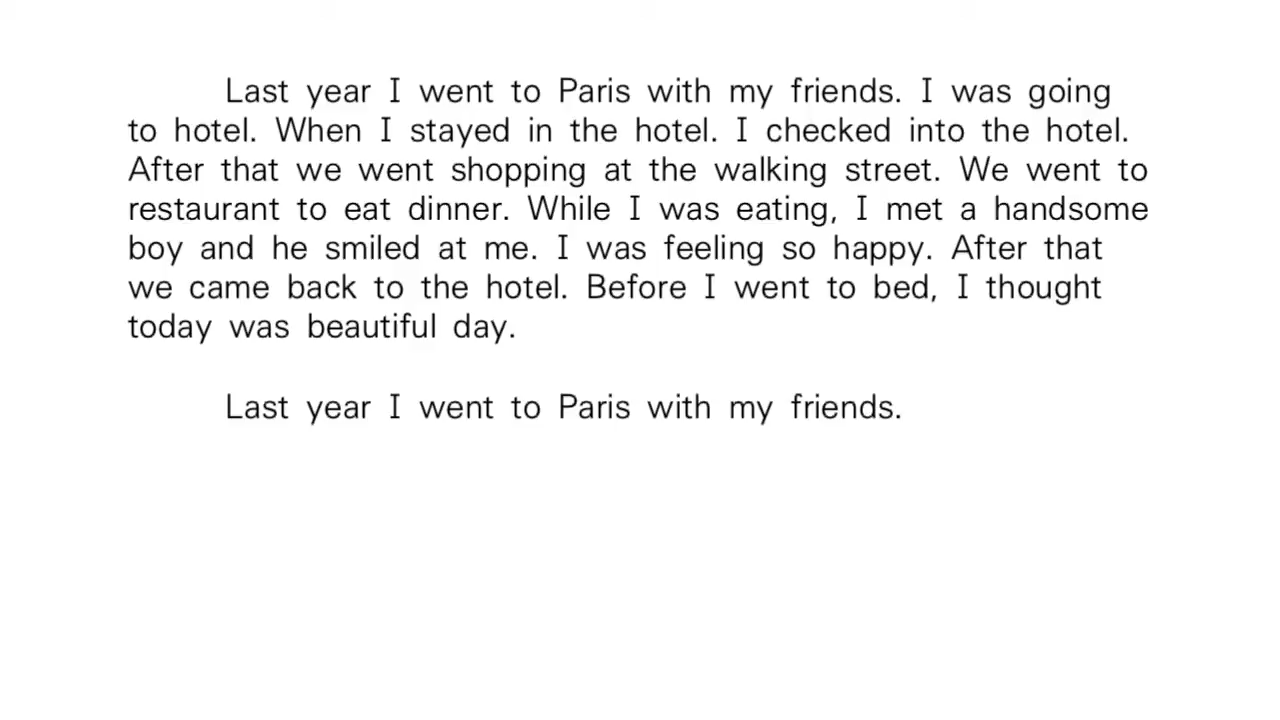 Last year I went to Paris with my friends. I was going
to hotel. When I stayed in the hotel. I checked into the hotel.
After that we went shopping at the walking street. We went to
restaurant to eat dinner. While I was eating, I met a handsome
boy and he smiled at me. I was feeling so happy. After that
we came back to the hotel. Before I went to bed, I thought
today was beautiful day.
Last year I went to Paris with my friends.